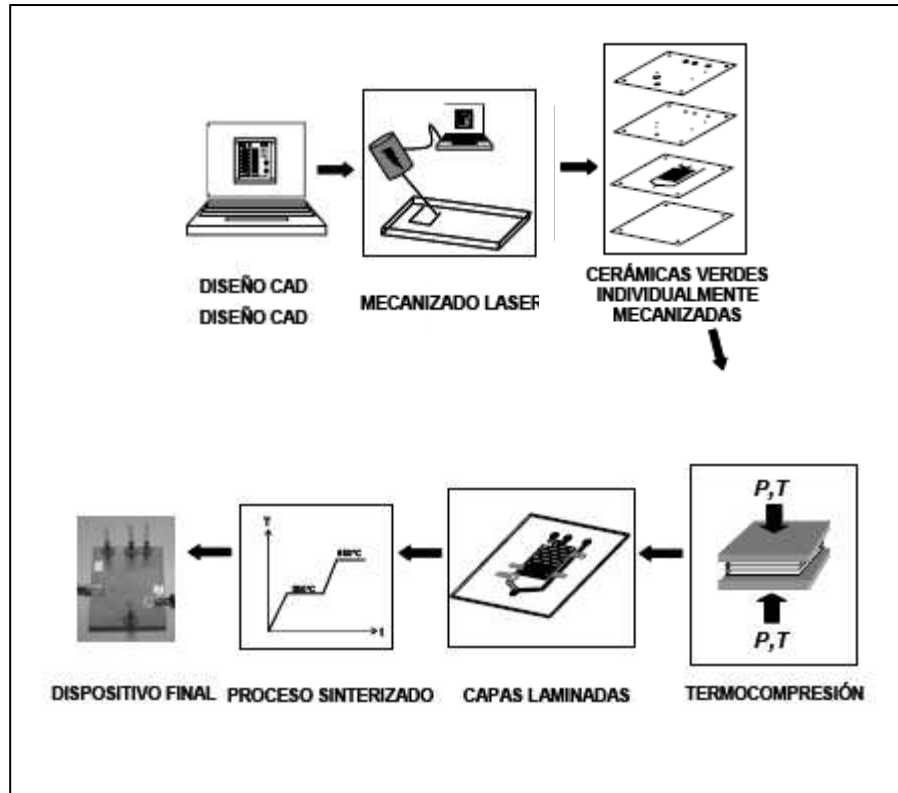 DISEÑO CAD
DISEÑO CAD
MECANIZADO LASER
CERÁMICAS VERDES
INDIVIDUALMENTE
MECANIZADAS
P,T
P,T
TERMOCOMPRESIÓN
CAPAS LAMINADAS
T
t
PROCESO SINTERIZADO
DISPOSITIVO FINAL